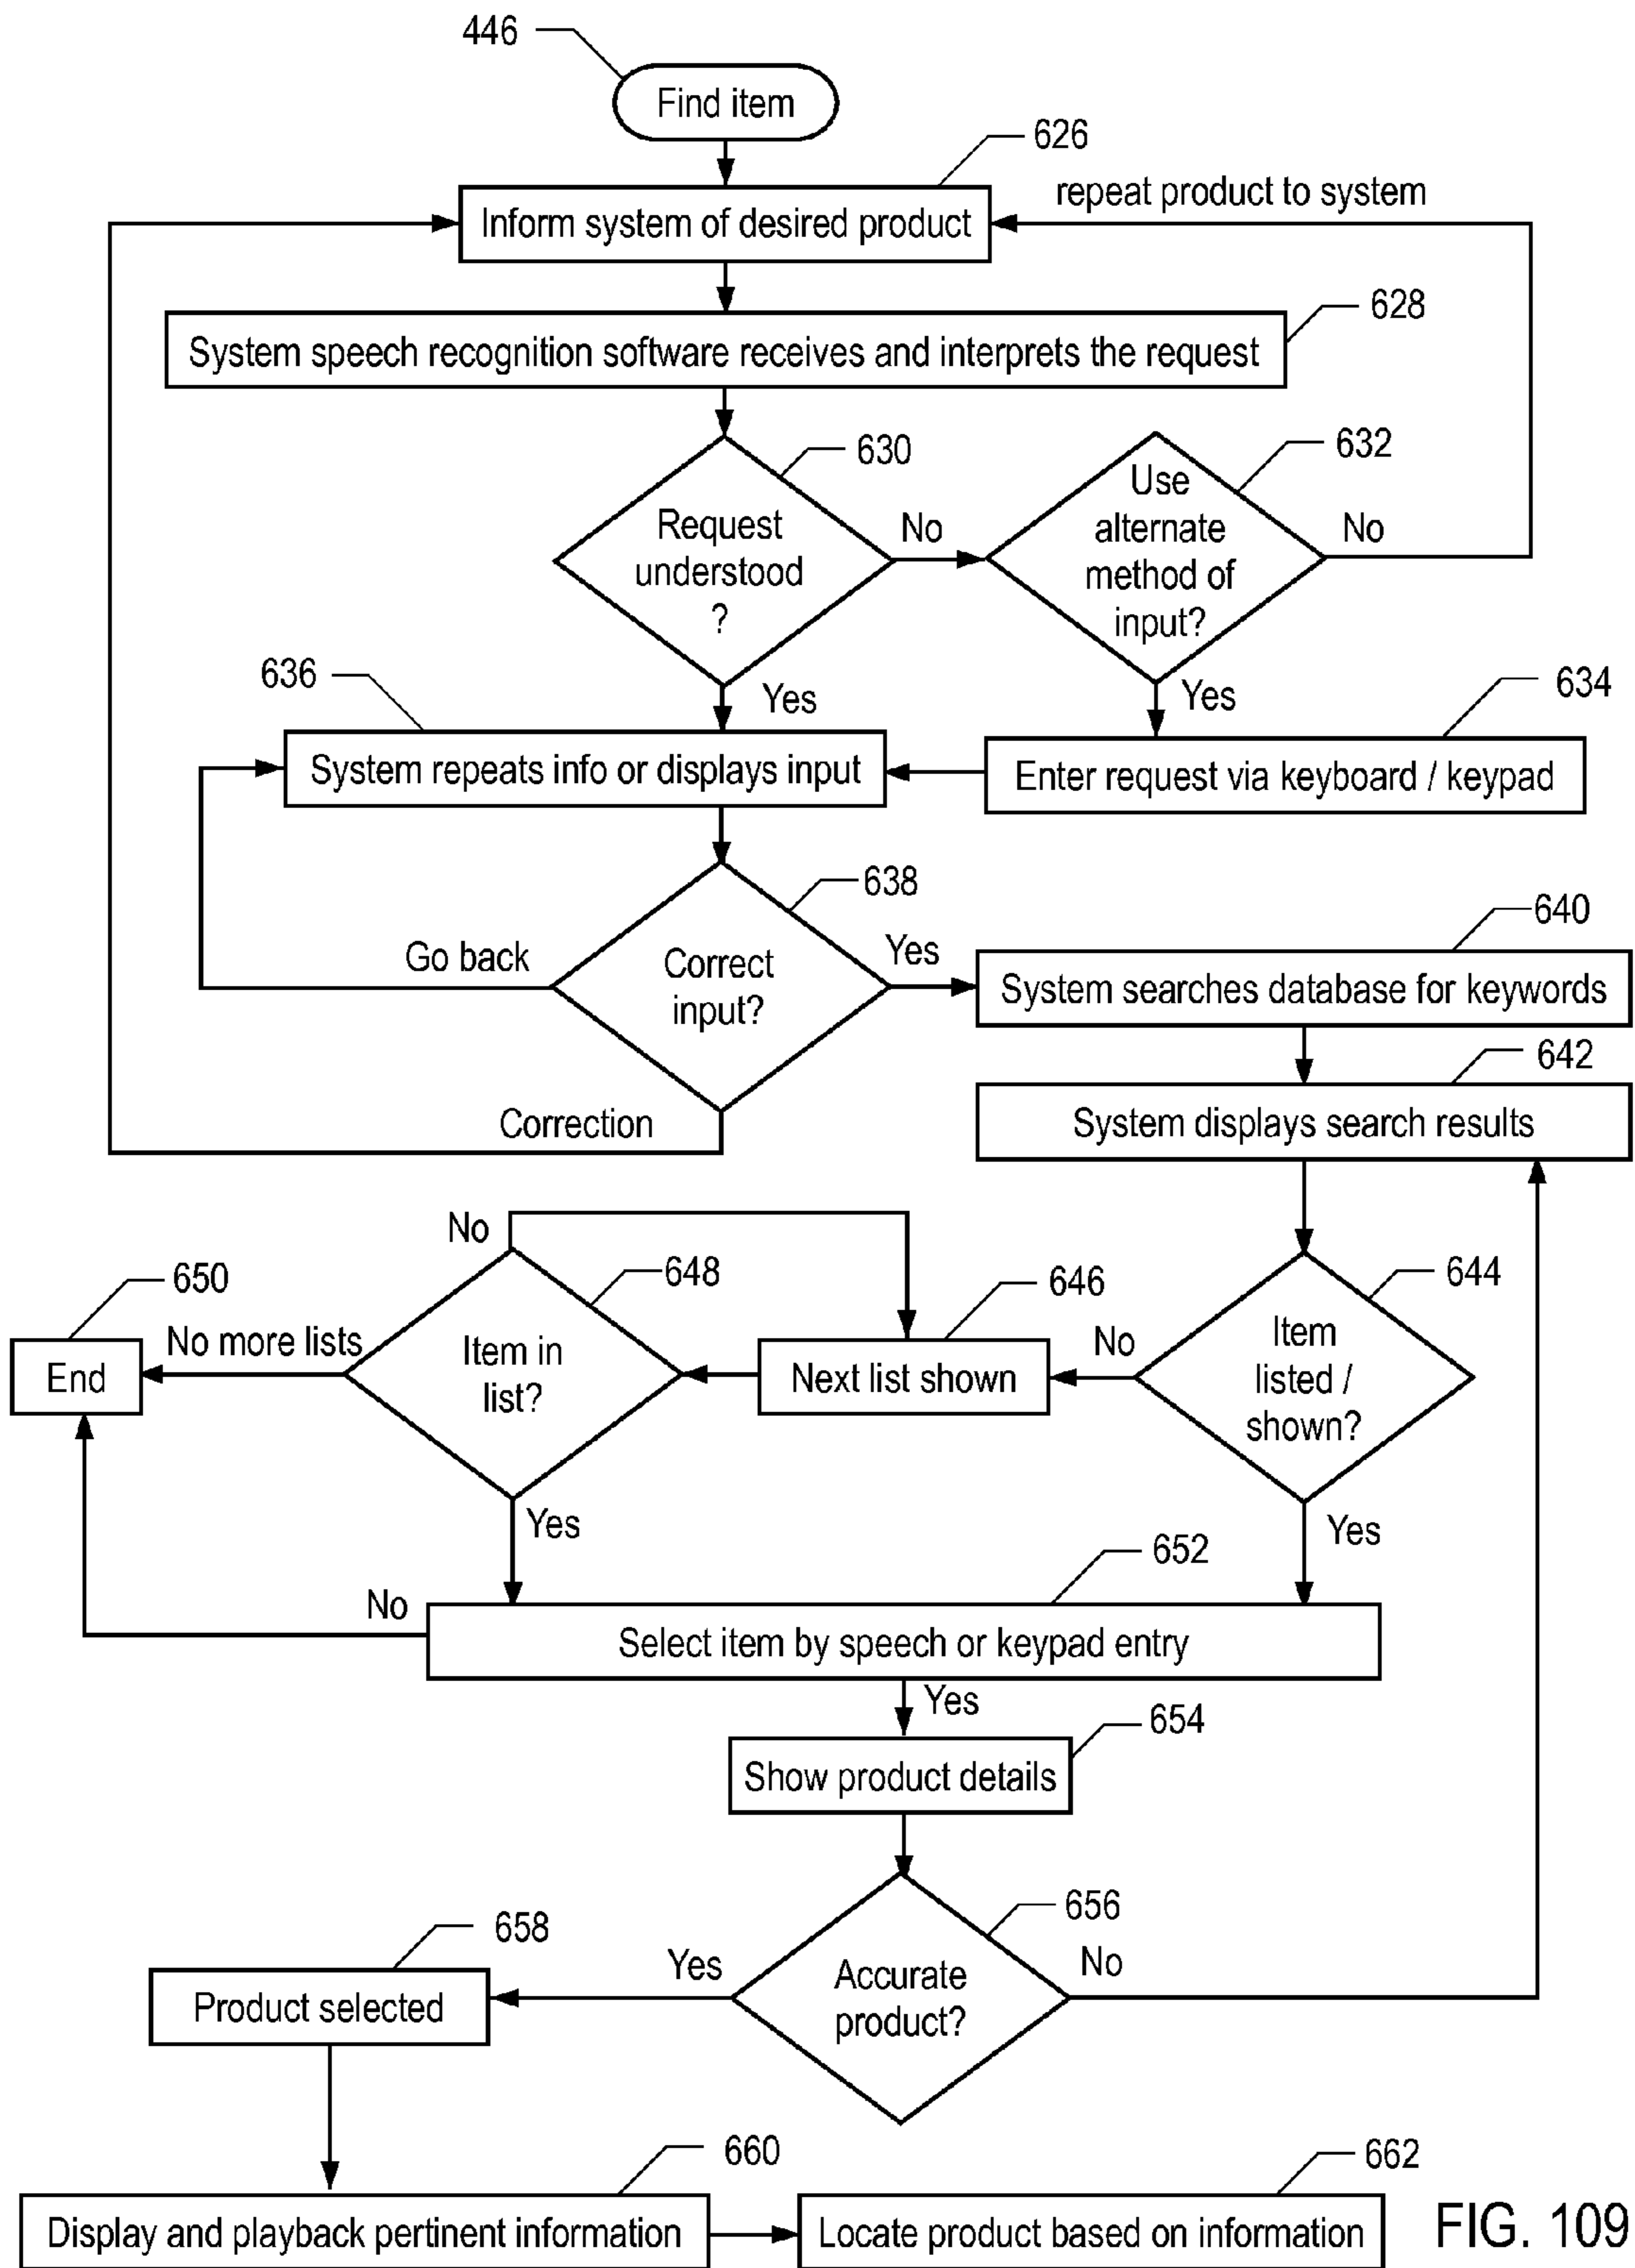 446
Find item
626
repeat product to system
Inform system of desired product
628
System speech recognition software receives and interprets the request
630
632
Request
understood
?
No
Use
alternate
method of
input?
No
636
Yes
Yes
634
System repeats info or displays input
Enter request via keyboard / keypad
638
640
Go back
Correct
input?
Yes
System searches database for keywords
642
Correction
System displays search results
No
650
648
646
644
No more lists
End
Item in
list?
Next list shown
No
Item
listed /
shown?
Yes
Yes
652
No
Select item by speech or keypad entry
Yes
654
Show product details
656
658
Yes
Accurate
product?
No
Product selected
660
662
Display and playback pertinent information
Locate product based on information
FIG. 109